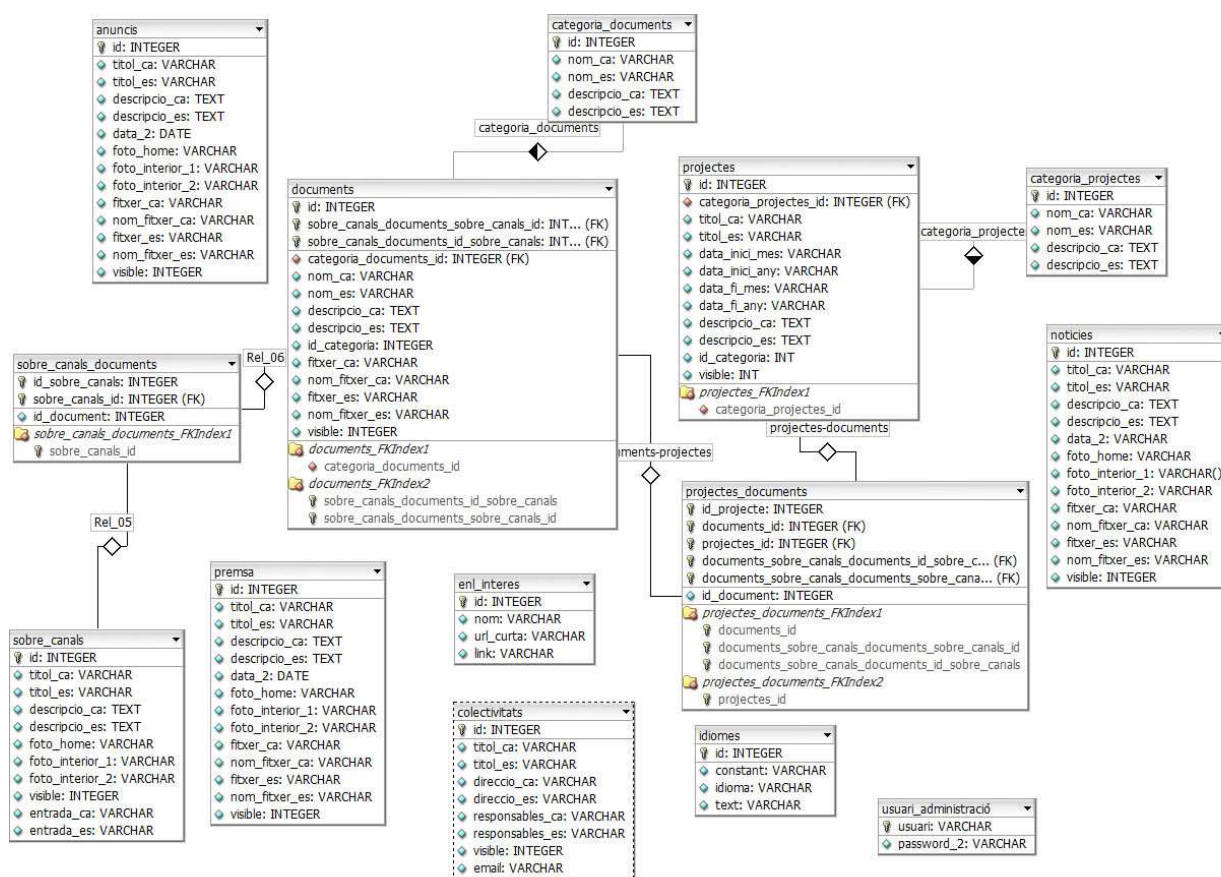 anuncis
id: INTEGER
titol_ca: VARCHAR
titol_es: VARCHAR
descripcio_ca: TEXT
descripcio_es: TEXT
data_2: DATE
foto_home: VARCHAR
foto_interior_1: VARCHAR
foto_interior_2: VARCHAR
fitxer_ca: VARCHAR
nom_fitxer_ca: VARCHAR
fitxer_es: VARCHAR
nom_fitxer_es: VARCHAR
visible: INTEGER
categoria_documents
id: INTEGER
nom_ca: VARCHAR
nom_es: VARCHAR
descripcio_ca: TEXT
descripcio_es: TEXT
categoria_documents
documents
id: INTEGER
sobre_canals_documents_sobre_canals_id: INT... (FK)
sobre_canals_documents_id_sobre_canals: INT... (FK)
categoria_documents_id: INTEGER (FK)
nom_ca: VARCHAR
nom_es: VARCHAR
descripcio_ca: TEXT
descripcio_es: TEXT
id_categoria: INTEGER
fitxer_ca: VARCHAR
nom_fitxer_ca: VARCHAR
fitxer_es: VARCHAR
nom_fitxer_es: VARCHAR
visible: INTEGER
documents_FKIndex1
categoria_documents_id
documents_FKIndex2
sobre_canals_documents_id_sobre_canals
sobre_canals_documents_sobre_canals_id
projectes
id: INTEGER
categoria_projectes_id: INTEGER (FK)
titol_ca: VARCHAR
titol_es: VARCHAR
data_inici_mes: VARCHAR
data_inici_any: VARCHAR
data_fi_mes: VARCHAR
data_fi_any: VARCHAR
descripcio_ca: TEXT
descripcio_es: TEXT
id_categoria: INT
visible: INT
projectes_FKIndex1
categoria_projectes_id
categoria_projecte
categoria_projectes
id: INTEGER
nom_ca: VARCHAR
nom_es: VARCHAR
descripcio_ca: TEXT
descripcio_es: TEXT
noticies
id: INTEGER
titol_ca: VARCHAR
titol_es: VARCHAR
descripcio_ca: TEXT
descripcio_es: TEXT
data_2: VARCHAR
foto_home: VARCHAR
foto_interior_1: VARCHAR()
foto_interior_2: VARCHAR
fitxer_ca: VARCHAR
nom_fitxer_ca: VARCHAR
fitxer_es: VARCHAR
nom_fitxer_es: VARCHAR
visible: INTEGER
Rel_06
sobre_canals_documents
id_sobre_canals: INTEGER
sobre_canals_id: INTEGER (FK)
id_document: INTEGER
sobre_canals_documents_FKIndex1
sobre_canals_id
Rel_05
projectes-documents
uments-projectes
projectes_documents
id_projecte: INTEGER
documents_id: INTEGER (FK)
projectes_id: INTEGER (FK)
documents_sobre_canals_documents_id_sobre_c... (FK)
documents_sobre_canals_documents_sobre_cana... (FK)
id_document: INTEGER
projectes_documents_FKIndex1
documents_id
documents_sobre_canals_documents_sobre_canals_id
documents_sobre_canals_documents_id_sobre_canals
projectes_documents_FKIndex2
projectes_id
sobre_canals
id: INTEGER
titol_ca: VARCHAR
titol_es: VARCHAR
descripcio_ca: TEXT
descripcio_es: TEXT
foto_home: VARCHAR
foto_interior_1: VARCHAR
foto_interior_2: VARCHAR
visible: INTEGER
entrada_ca: VARCHAR
entrada_es: VARCHAR
premsa
id: INTEGER
titol_ca: VARCHAR
titol_es: VARCHAR
descripcio_ca: TEXT
descripcio_es: TEXT
data_2: DATE
foto_home: VARCHAR
foto_interior_1: VARCHAR
foto_interior_2: VARCHAR
fitxer_ca: VARCHAR
nom_fitxer_ca: VARCHAR
fitxer_es: VARCHAR
nom_fitxer_es: VARCHAR
visible: INTEGER
enl_interes
id: INTEGER
nom: VARCHAR
url_curta: VARCHAR
link: VARCHAR
colectivitats
id: INTEGER
titol_ca: VARCHAR
titol_es: VARCHAR
direccio_ca: VARCHAR
direccio_es: VARCHAR
responsables_ca: VARCHAR
responsables_es: VARCHAR
visible: INTEGER
email: VARCHAR
idiomes
id: INTEGER
constant: VARCHAR
idioma: VARCHAR
text: VARCHAR
usuari_administració
usuari: VARCHAR
password_2: VARCHAR